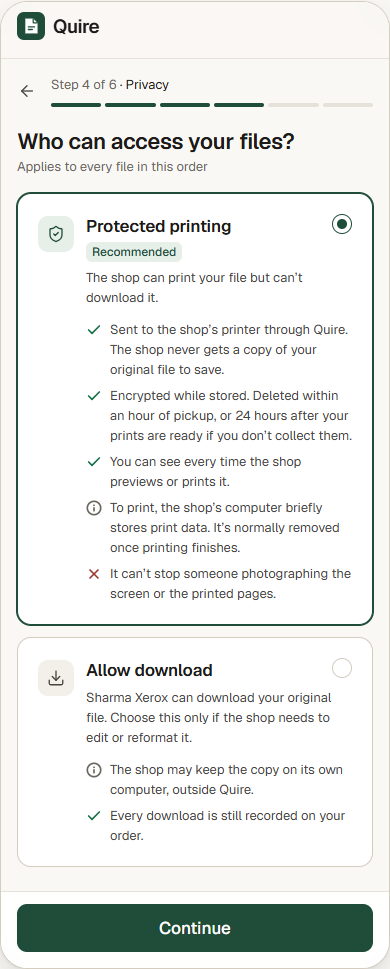 Quire
Step 4 of 6 · Privacy
Who can access your files?
Applies to every file in this order
Protected printing
Recommended
The shop can print your file but can’t
download it.
Sent to the shop’s printer through Quire.
The shop never gets a copy of your
original file to save.
Encrypted while stored. Deleted within
an hour of pickup, or 24 hours after your
prints are ready if you don’t collect them.
You can see every time the shop
previews or prints it.
To print, the shop’s computer briefly
stores print data. It’s normally removed
once printing finishes.
It can’t stop someone photographing the
screen or the printed pages.
Allow download
Sharma Xerox can download your original
file. Choose this only if the shop needs to
edit or reformat it.
The shop may keep the copy on its own
computer, outside Quire.
Every download is still recorded on your
order.
Continue